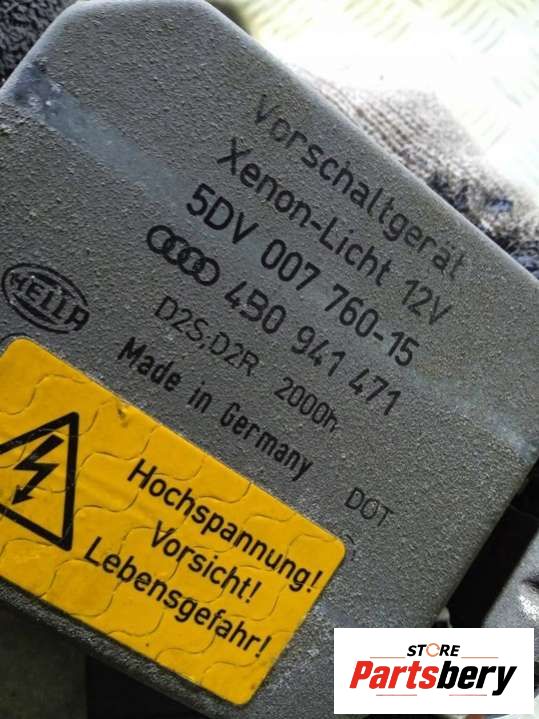 Vorschaltgerät
Xenon-Licht 12V
5DV 007 760-15
4B0 941 471
HELLA
D2S,D2R 2000h
Made in Germany
DOT
Hochspannung!
Vorsicht!
Lebensgefahr!
STORE
Partsbery